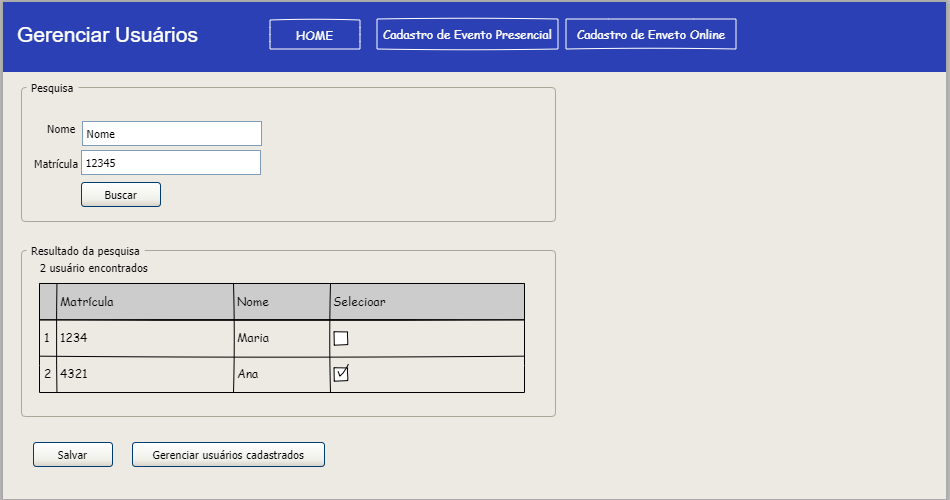 Gerenciar Usuários HOME Cadastro de Evento Presencial Cadastro de Enveto Online
Pesquisa
Nome Nome
Matrícula 12345
Buscar
Resultado da pesquisa
2 usuário encontrados
Matrícula Nome Selecioar
1 1234 Maria
2 4321 Ana
Salvar Gerenciar usuários cadastrados